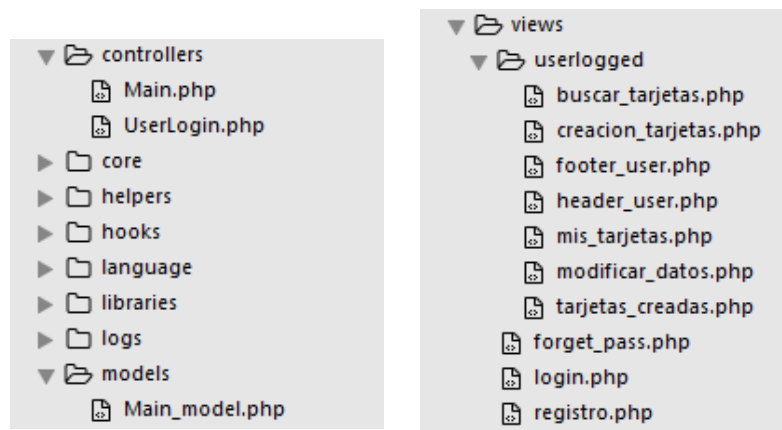 controllers
Main.php
UserLogin.php
core
helpers
hooks
language
libraries
logs
models
Main_model.php
views
userlogged
buscar_tarjetas.php
creacion_tarjetas.php
footer_user.php
header_user.php
mis_tarjetas.php
modificar_datos.php
tarjetas_creadas.php
forget_pass.php
login.php
registro.php